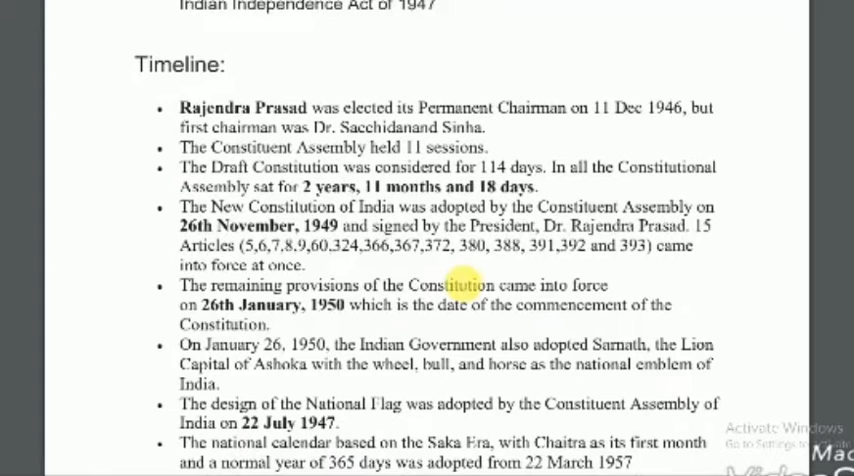 Indian Independence Act of 1947
Timeline:
• Rajendra Prasad was elected its Permanent Chairman on 11 Dec 1946, but
first chairman was Dr. Sacchidanand Sinha.
• The Constituent Assembly held 11 sessions.
• The Draft Constitution was considered for 114 days. In all the Constitutional
Assembly sat for 2 years, 11 months and 18 days.
• The New Constitution of India was adopted by the Constituent Assembly on
26th November, 1949 and signed by the President, Dr. Rajendra Prasad. 15
Articles (5,6,7,8,9,60,324,366,367,372, 380, 388, 391,392 and 393) came
into force at once.
• The remaining provisions of the Constitution came into force
on 26th January, 1950 which is the date of the commencement of the
Constitution.
• On January 26, 1950, the Indian Government also adopted Sarnath, the Lion
Capital of Ashoka with the wheel, bull, and horse as the national emblem of
India.
• The design of the National Flag was adopted by the Constituent Assembly of
India on 22 July 1947.
• The national calendar based on the Saka Era, with Chaitra as its first month
and a normal year of 365 days was adopted from 22 March 1957
Activate Windows
Go to Settings to
Mac